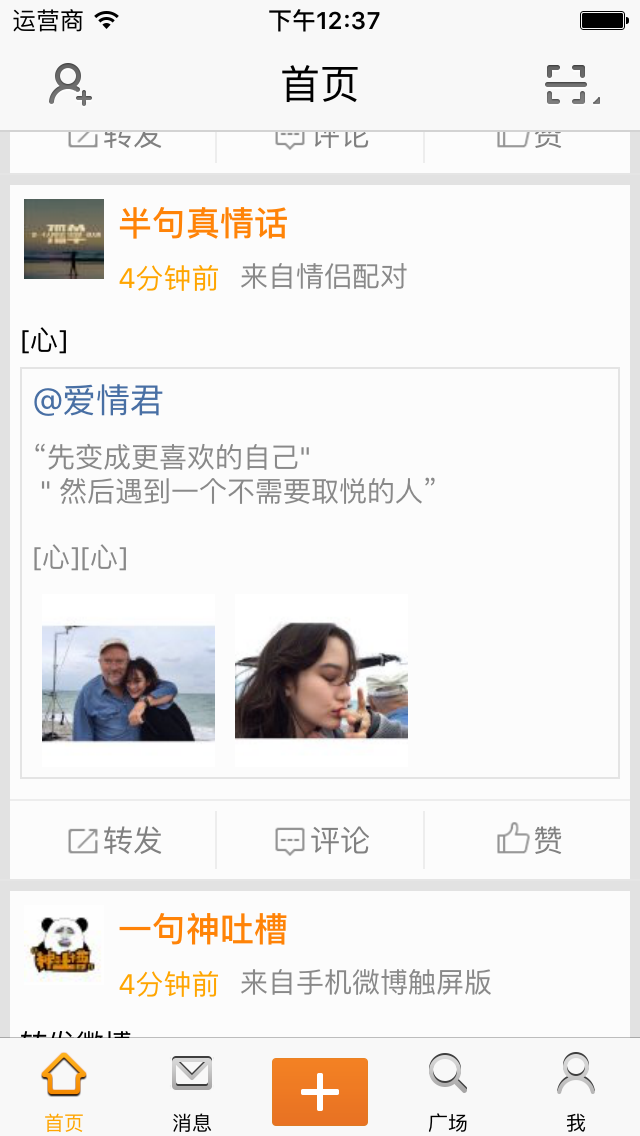 运营商 下午12:37
首页
转发 评论 赞
半句真情话
4分钟前 来自情侣配对
[心]
@爱情君
“先变成更喜欢的自己"
" 然后遇到一个不需要取悦的人”
[心][心]
转发 评论 赞
一句神吐槽
4分钟前 来自手机微博触屏版
转发微博
首页 消息 广场 我